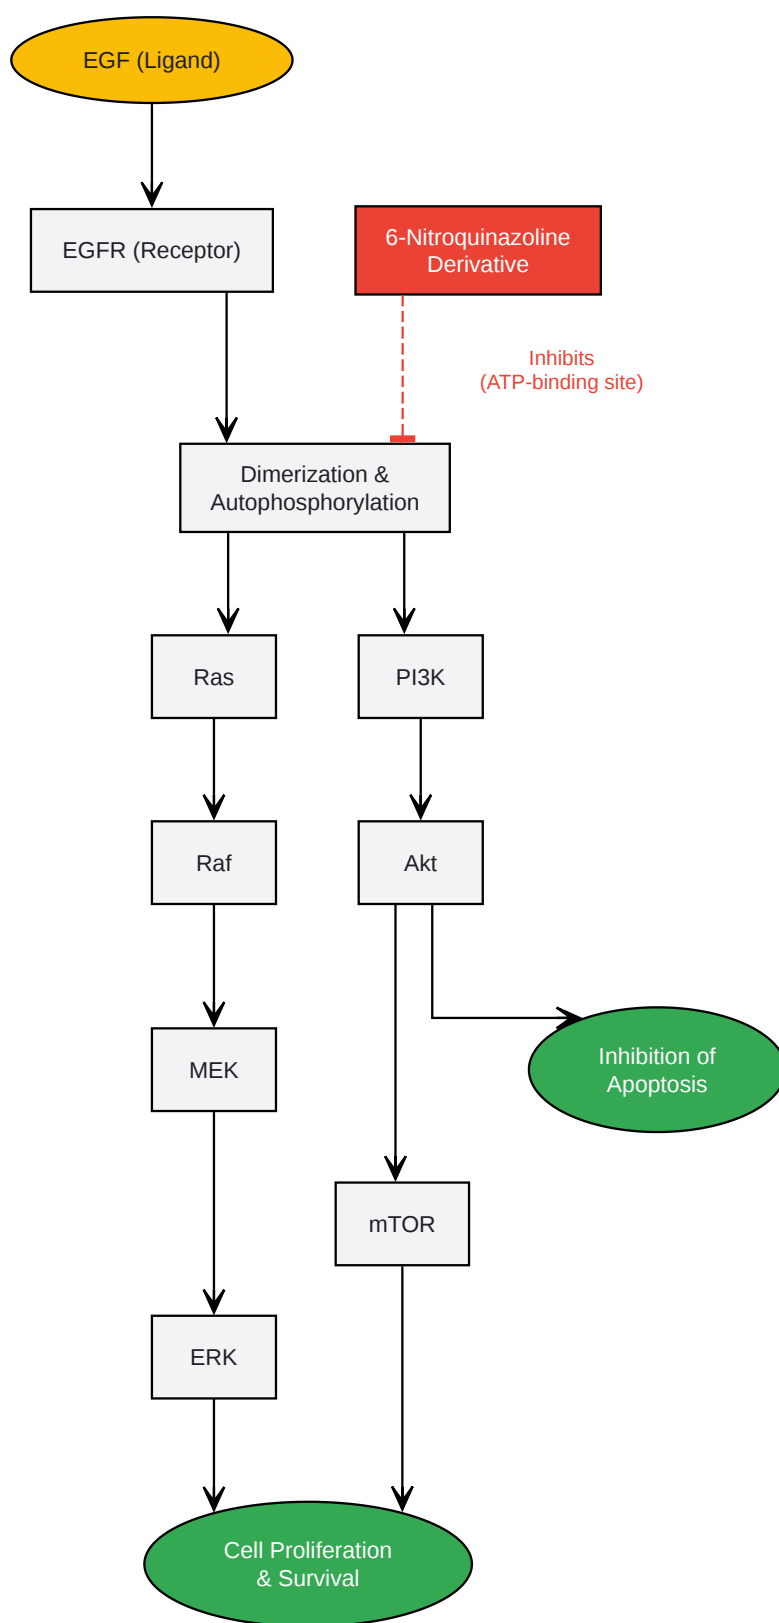 EGF (Ligand)
EGFR (Receptor)
6-Nitroquinazoline
Derivative
Inhibits
(ATP-binding site)
Dimerization &
Autophosphorylation
Ras
PI3K
Raf
Akt
MEK
Inhibition of
Apoptosis
mTOR
ERK
Cell Proliferation
& Survival